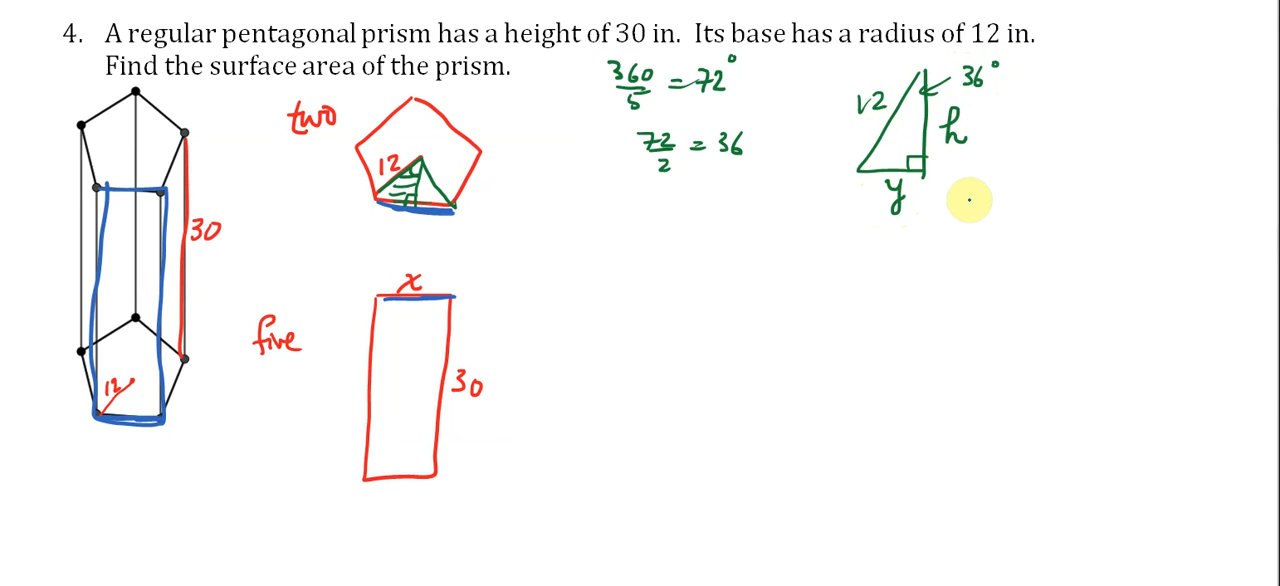 4. A regular pentagonal prism has a height of 30 in. Its base has a radius of 12 in.
Find the surface area of the prism.
360/5 = 72°
72/2 = 36
12
36°
h
y
two
12
30
x
five
30
12